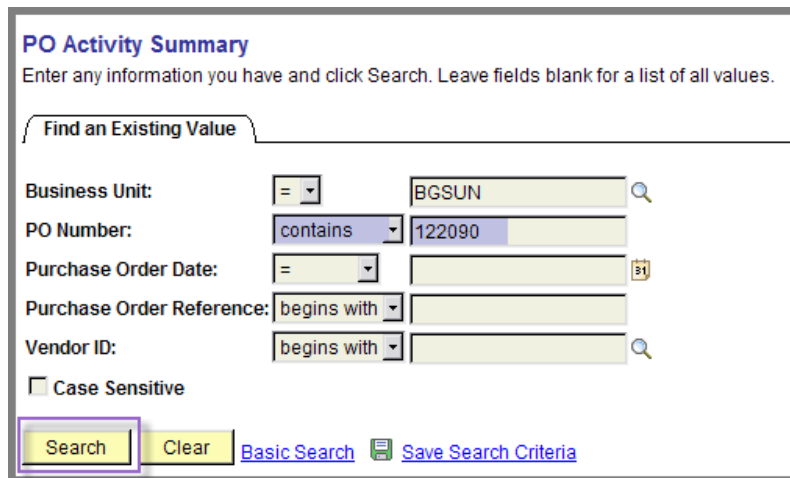 PO Activity Summary
Enter any information you have and click Search. Leave fields blank for a list of all values.
Find an Existing Value
Business Unit: = BGSUN
PO Number: contains 122090
Purchase Order Date: = 31
Purchase Order Reference: begins with
Vendor ID: begins with
Case Sensitive
Search Clear Basic Search Save Search Criteria